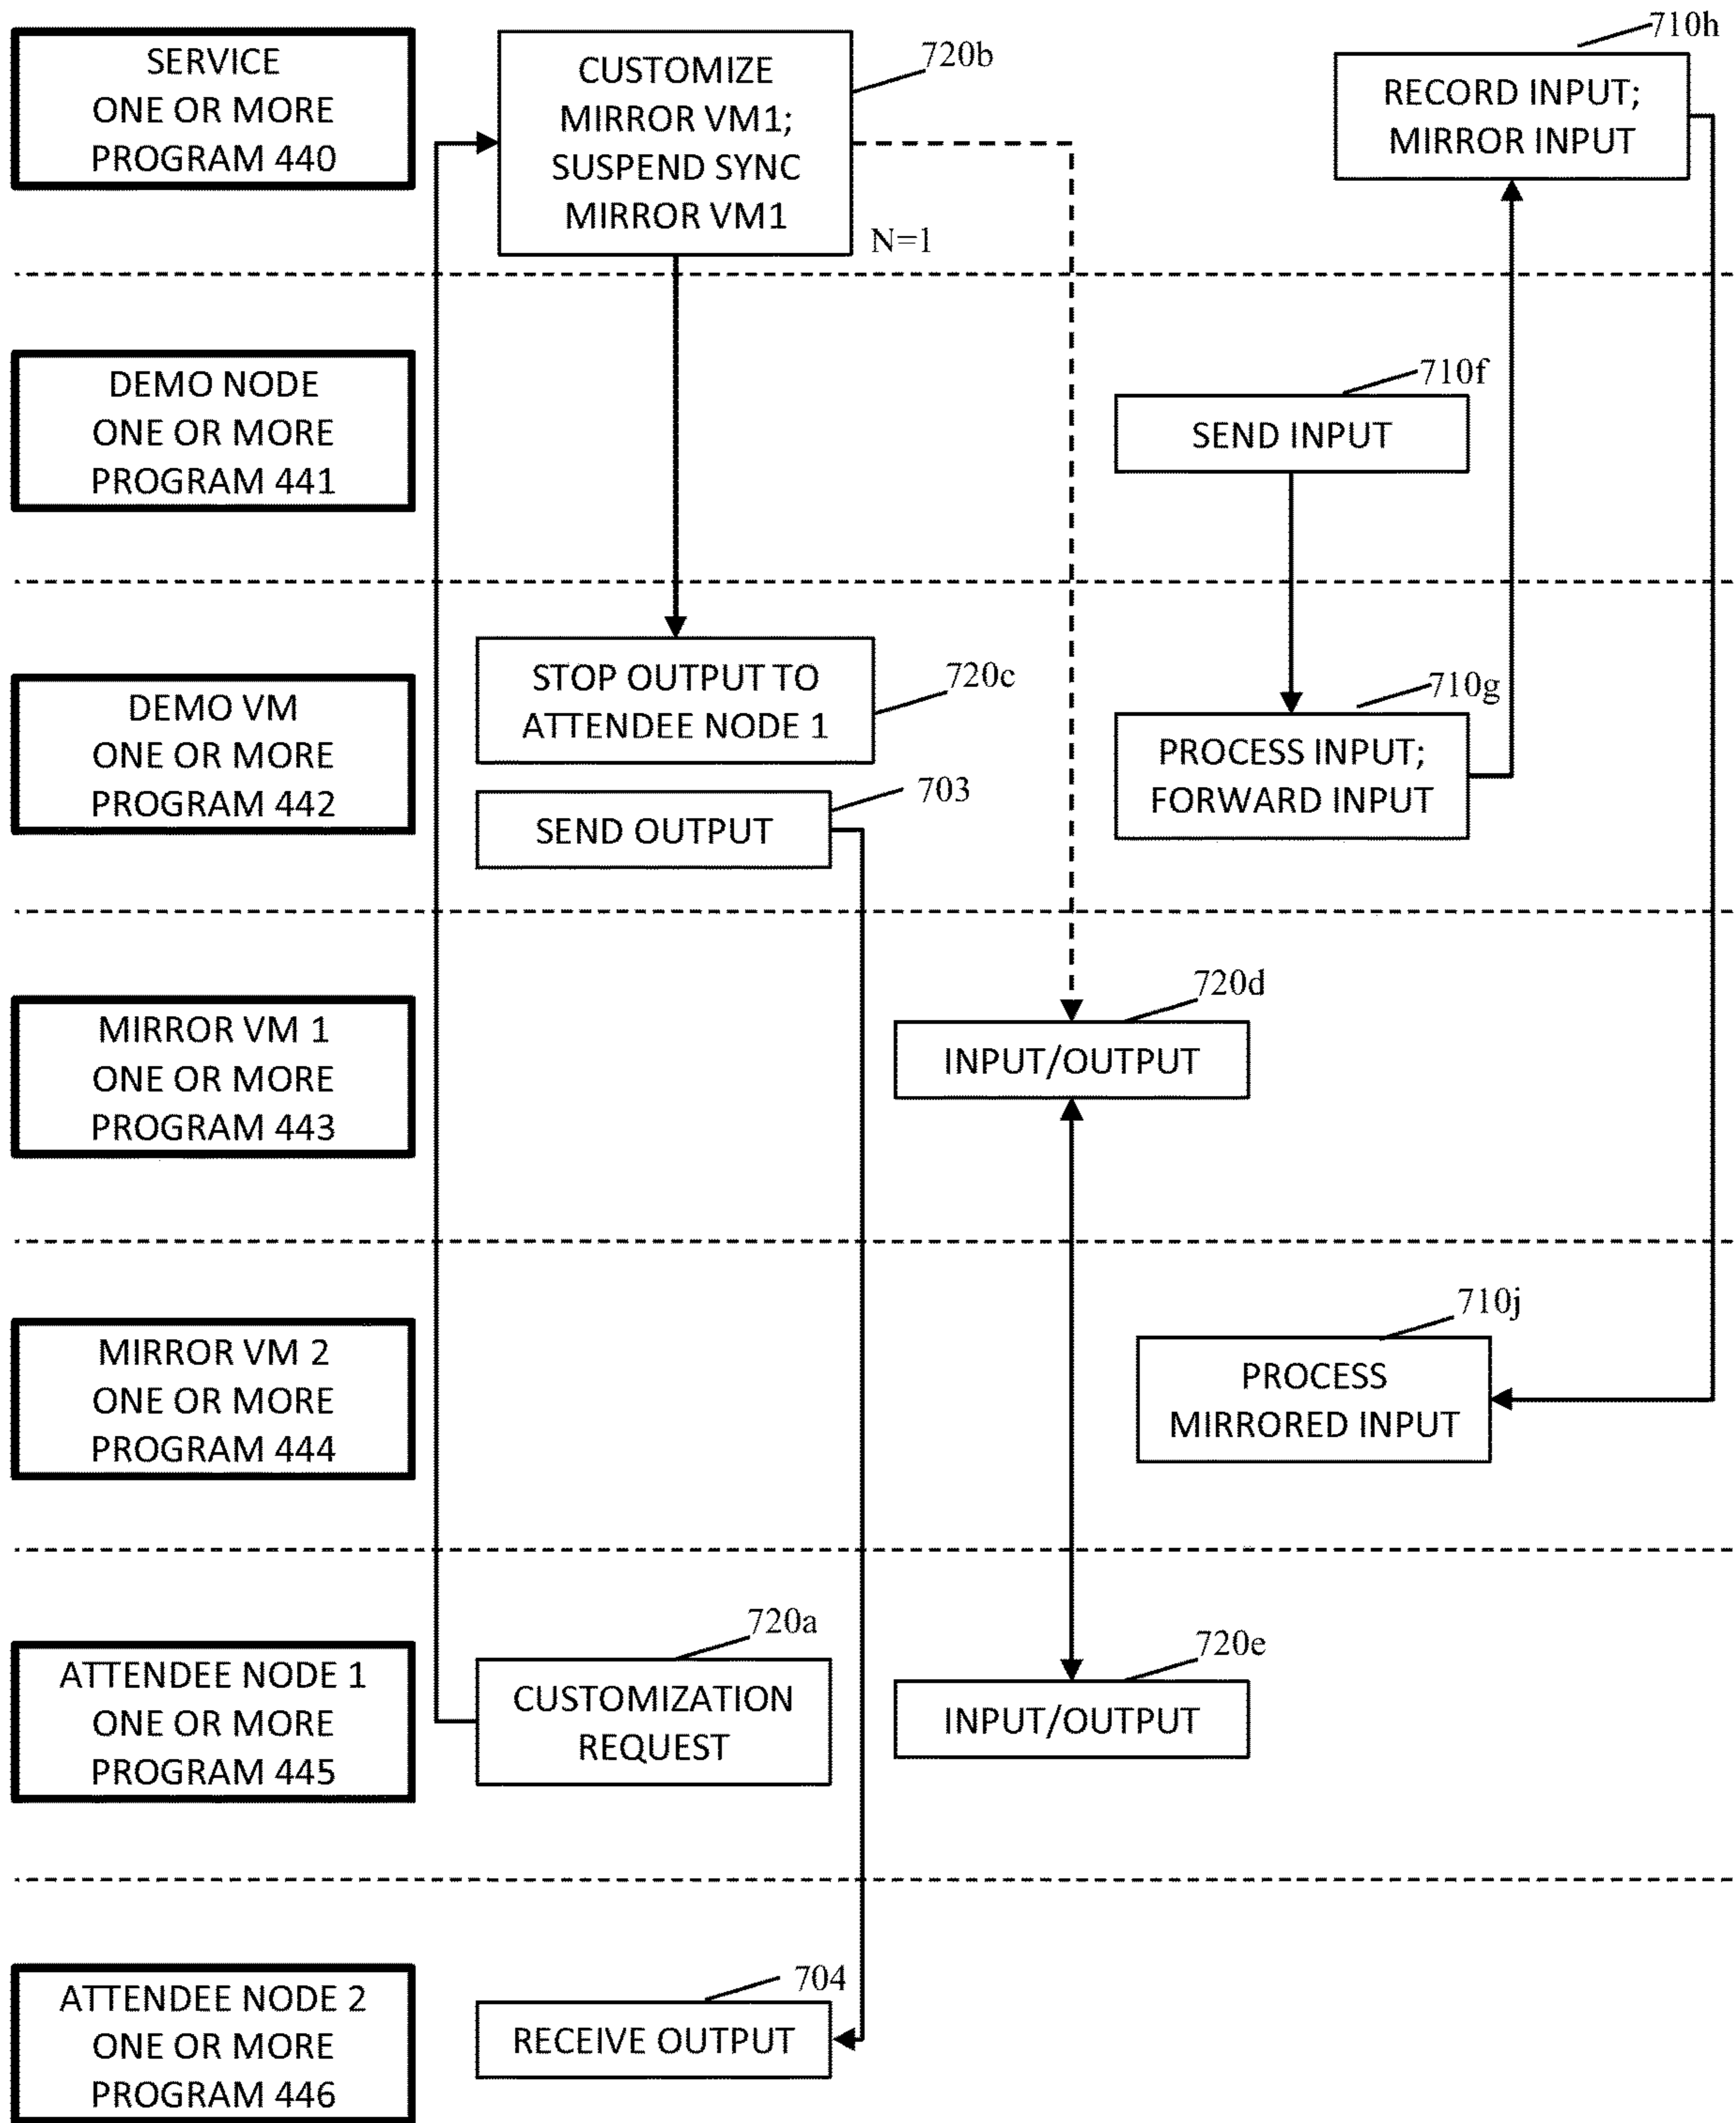 SERVICE
ONE OR MORE
PROGRAM 440
CUSTOMIZE
MIRROR VM1;
SUSPEND SYNC
MIRROR VM1
720b
N=1
RECORD INPUT;
MIRROR INPUT
710h
DEMO NODE
ONE OR MORE
PROGRAM 441
SEND INPUT
710f
DEMO VM
ONE OR MORE
PROGRAM 442
STOP OUTPUT TO
ATTENDEE NODE 1
720c
SEND OUTPUT
703
PROCESS INPUT;
FORWARD INPUT
710g
MIRROR VM 1
ONE OR MORE
PROGRAM 443
INPUT/OUTPUT
720d
MIRROR VM 2
ONE OR MORE
PROGRAM 444
PROCESS
MIRRORED INPUT
710j
ATTENDEE NODE 1
ONE OR MORE
PROGRAM 445
CUSTOMIZATION
REQUEST
720a
INPUT/OUTPUT
720e
ATTENDEE NODE 2
ONE OR MORE
PROGRAM 446
RECEIVE OUTPUT
704